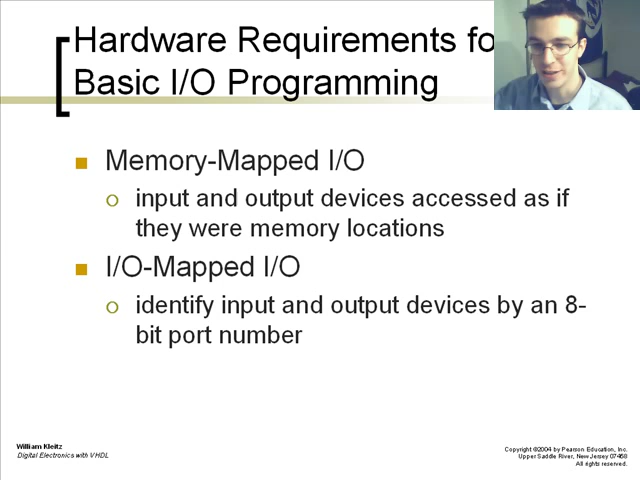 Hardware Requirements fo
Basic I/O Programming
Memory-Mapped I/O
input and output devices accessed as if
they were memory locations
I/O-Mapped I/O
identify input and output devices by an 8-
bit port number
William Kleitz
Digital Electronics with VHDL
Copyright ©2004 by Pearson Education, Inc.
Upper Saddle River, New Jersey 07458
All rights reserved.